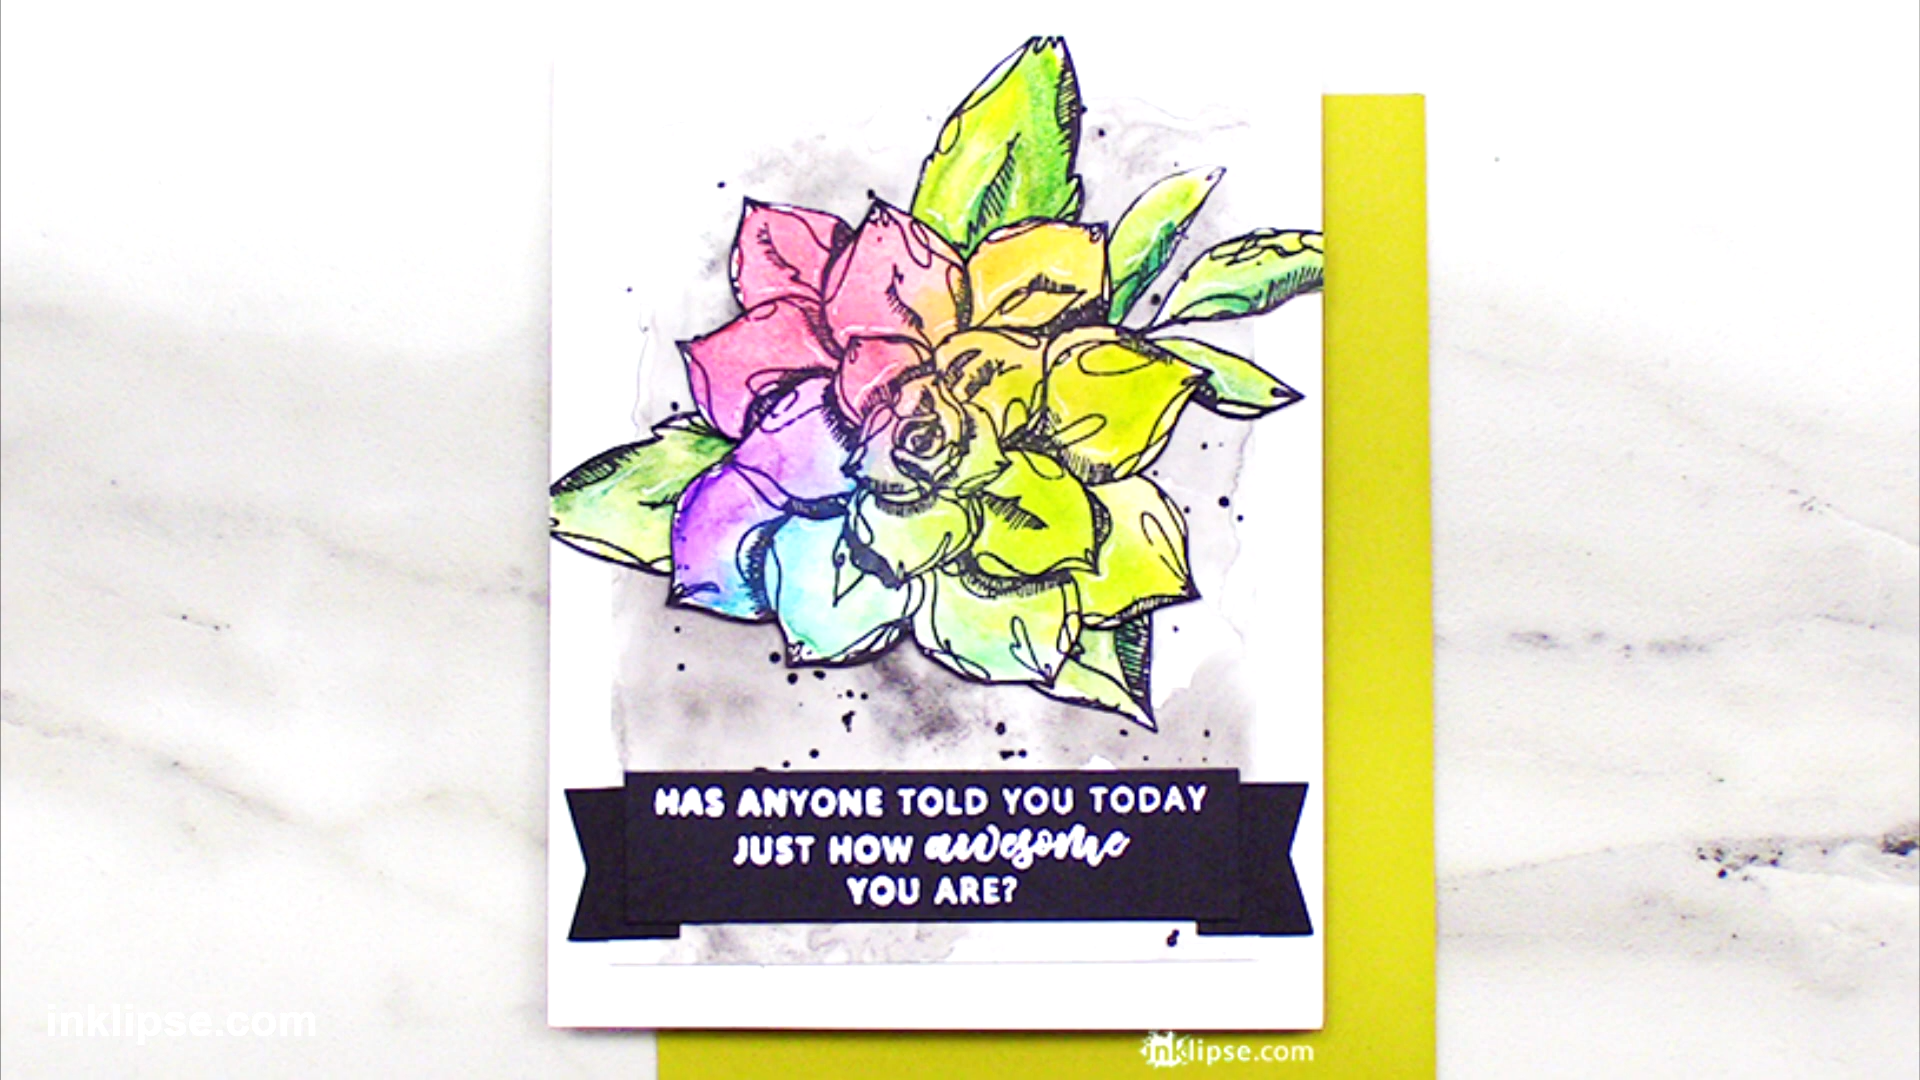 HAS ANYONE TOLD YOU TODAY
JUST HOW awesome
YOU ARE?
inklipse.com
inklipse.com